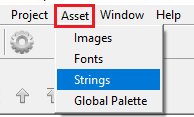 Project Asset Window Help
Images
Fonts
Strings
Global Palette